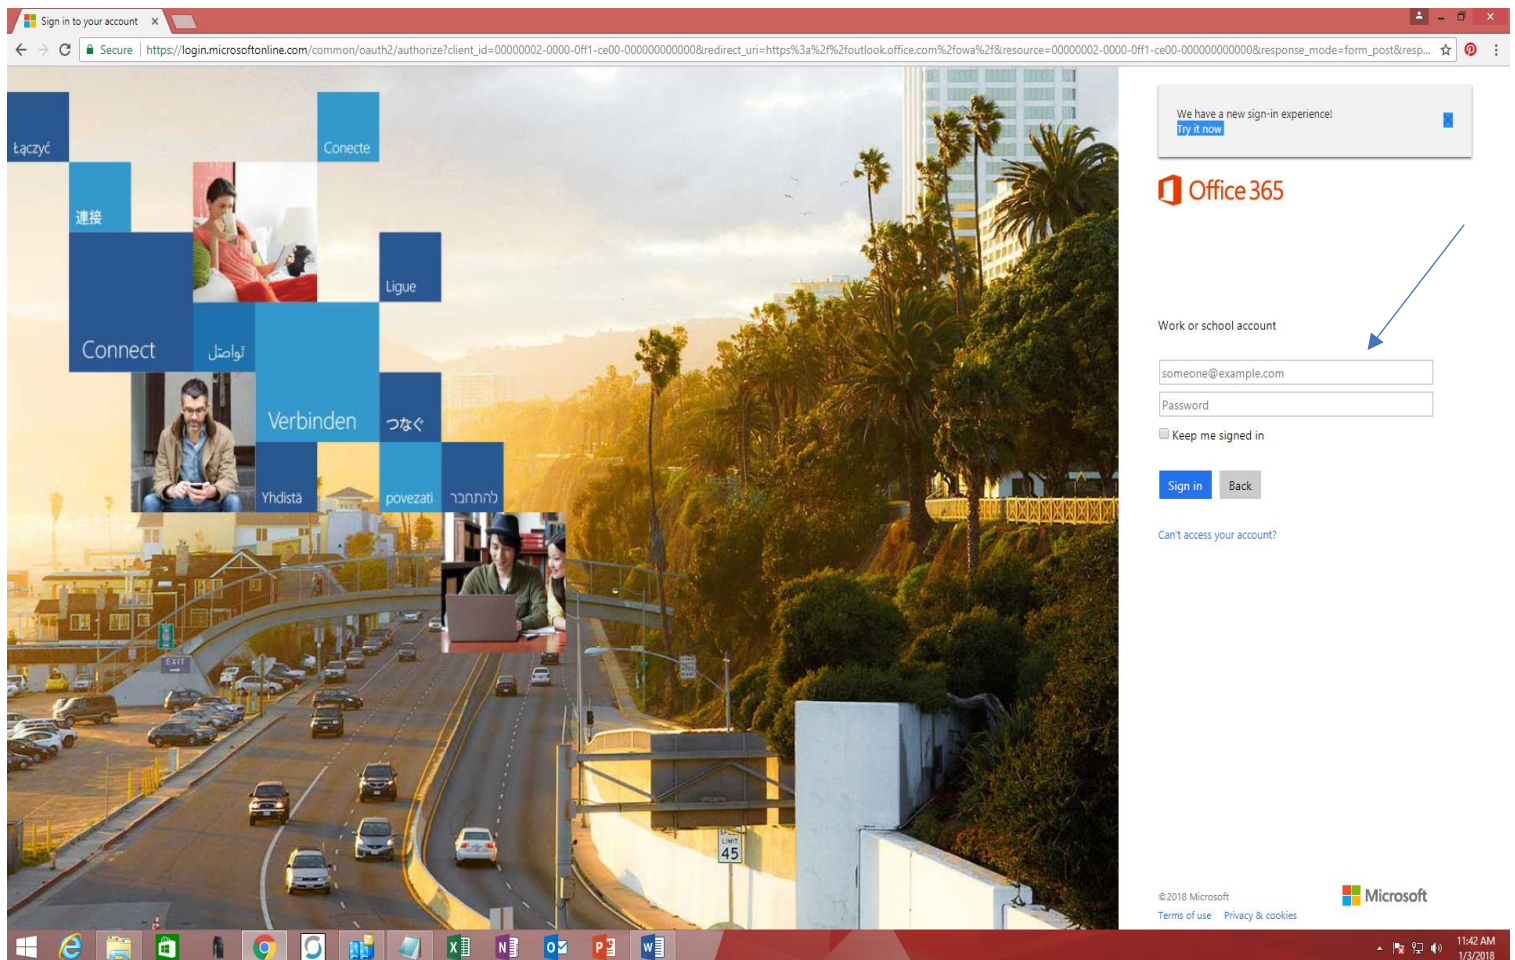 Sign in to your account
Secure
https://login.microsoftonline.com/common/oauth2/authorize?client_id=00000002-0000-0ff1-ce00-000000000000&redirect_uri=https%3a%2f%2foutlook.office.com%2fowa%2f&resource=00000002-0000-0ff1-ce00-000000000000&response_mode=form_post&resp...
Łączyć
Conecte
連接
Ligue
Connect
تواصَل
Verbinden
つなぐ
Yhdistä
povezati
להתחבר
EXIT
LIMIT
45
We have a new sign-in experience!
Try it now
Office 365
Work or school account
someone@example.com
Password
Keep me signed in
Sign in
Back
Can't access your account?
©2018 Microsoft
Microsoft
Terms of use
Privacy & cookies
11:42 AM
1/3/2018